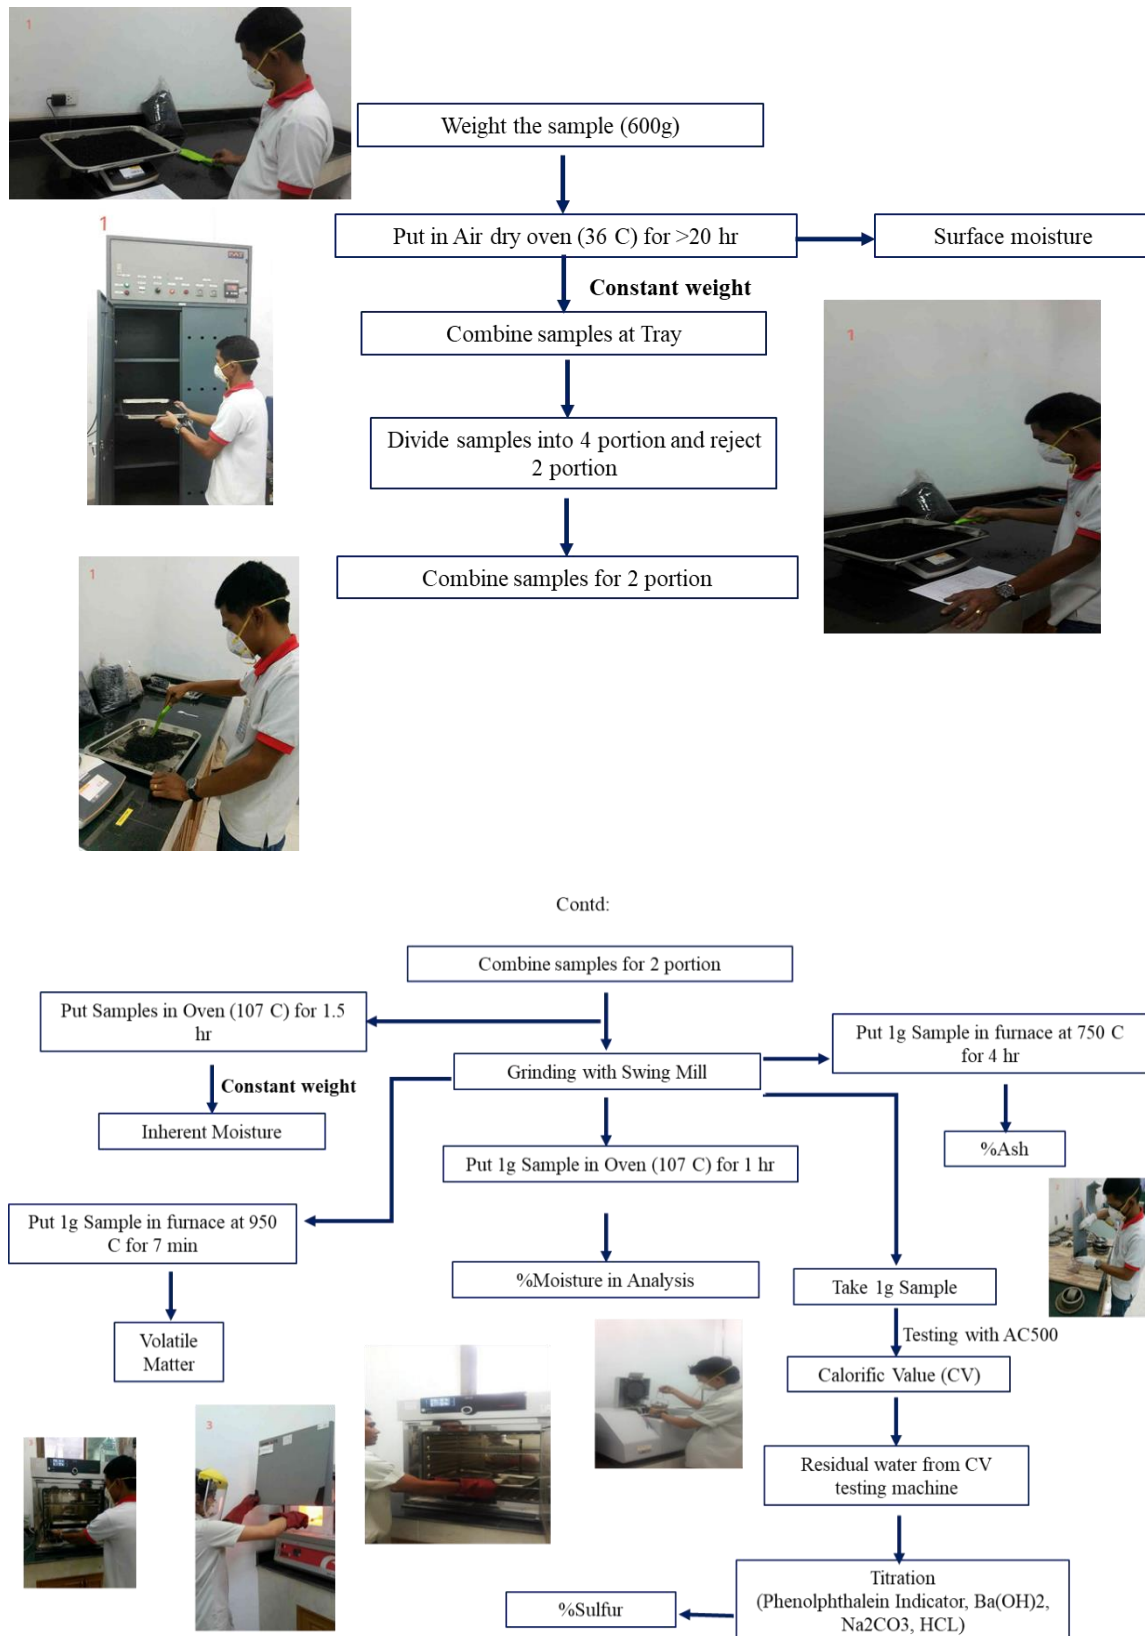 1
Weight the sample (600g)
1
Put in Air dry oven (36 C) for >20 hr
Surface moisture
Constant weight
1
Combine samples at Tray
Divide samples into 4 portion and reject
2 portion
1
Combine samples for 2 portion
Contd:
Combine samples for 2 portion
Put Samples in Oven (107 C) for 1.5
hr
Put 1g Sample in furnace at 750 C
for 4 hr
Grinding with Swing Mill
Constant weight
Inherent Moisture
%Ash
Put 1g Sample in Oven (107 C) for 1 hr
Put 1g Sample in furnace at 950
C for 7 min
%Moisture in Analysis
Take 1g Sample
Testing with AC500
Volatile
Matter
Calorific Value (CV)
3
Residual water from CV
testing machine
Titration
(Phenolphthalein Indicator, Ba(OH)2,
Na2CO3, HCL)
%Sulfur